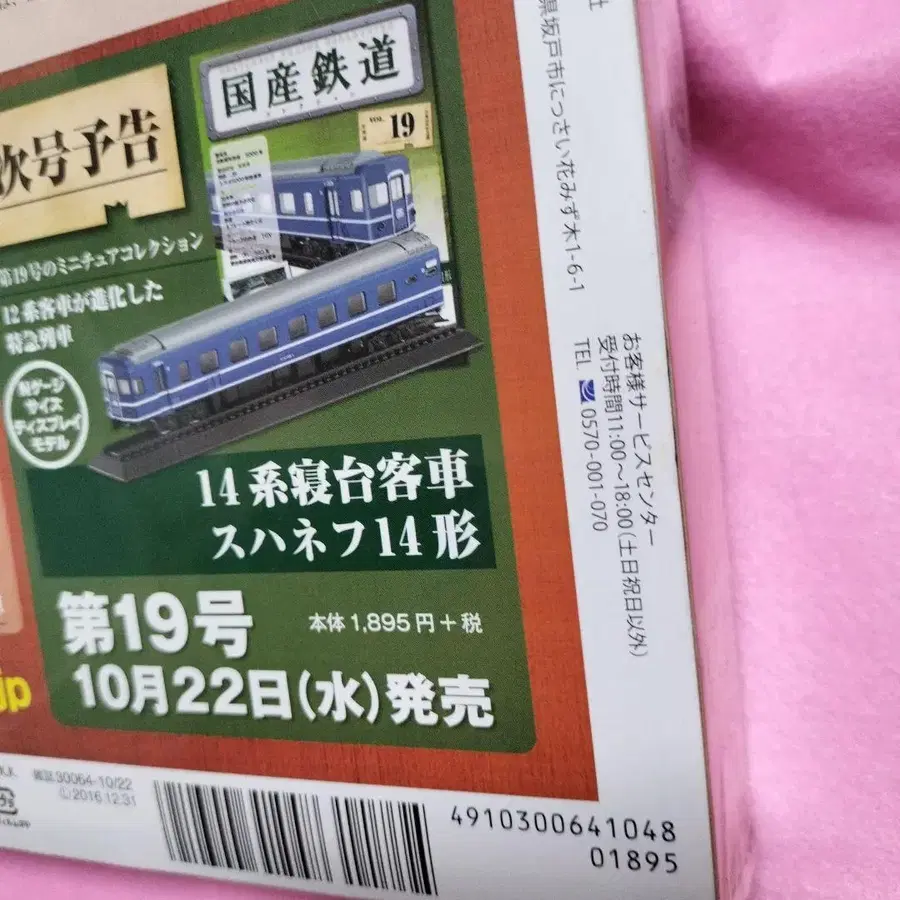 国産鉄道
VOL. 19
次号予告
第19号のミニチュアコレクション
12系客車が進化した
特急列車
Nゲージ
サイズ
ディスプレイ
モデル
14系寝台客車
スハネフ14形
第19号
本体1,895円+税
10月22日(水)発売
jp
社
県坂戸市にっさい花みず木1-6-1
お客様サービスセンター
受付時間11:00~18:00(土日祝日以外)
TEL 0570-001-070
雑誌30064-10/22
Ⓛ:2016.12.31
4910300641048
01895